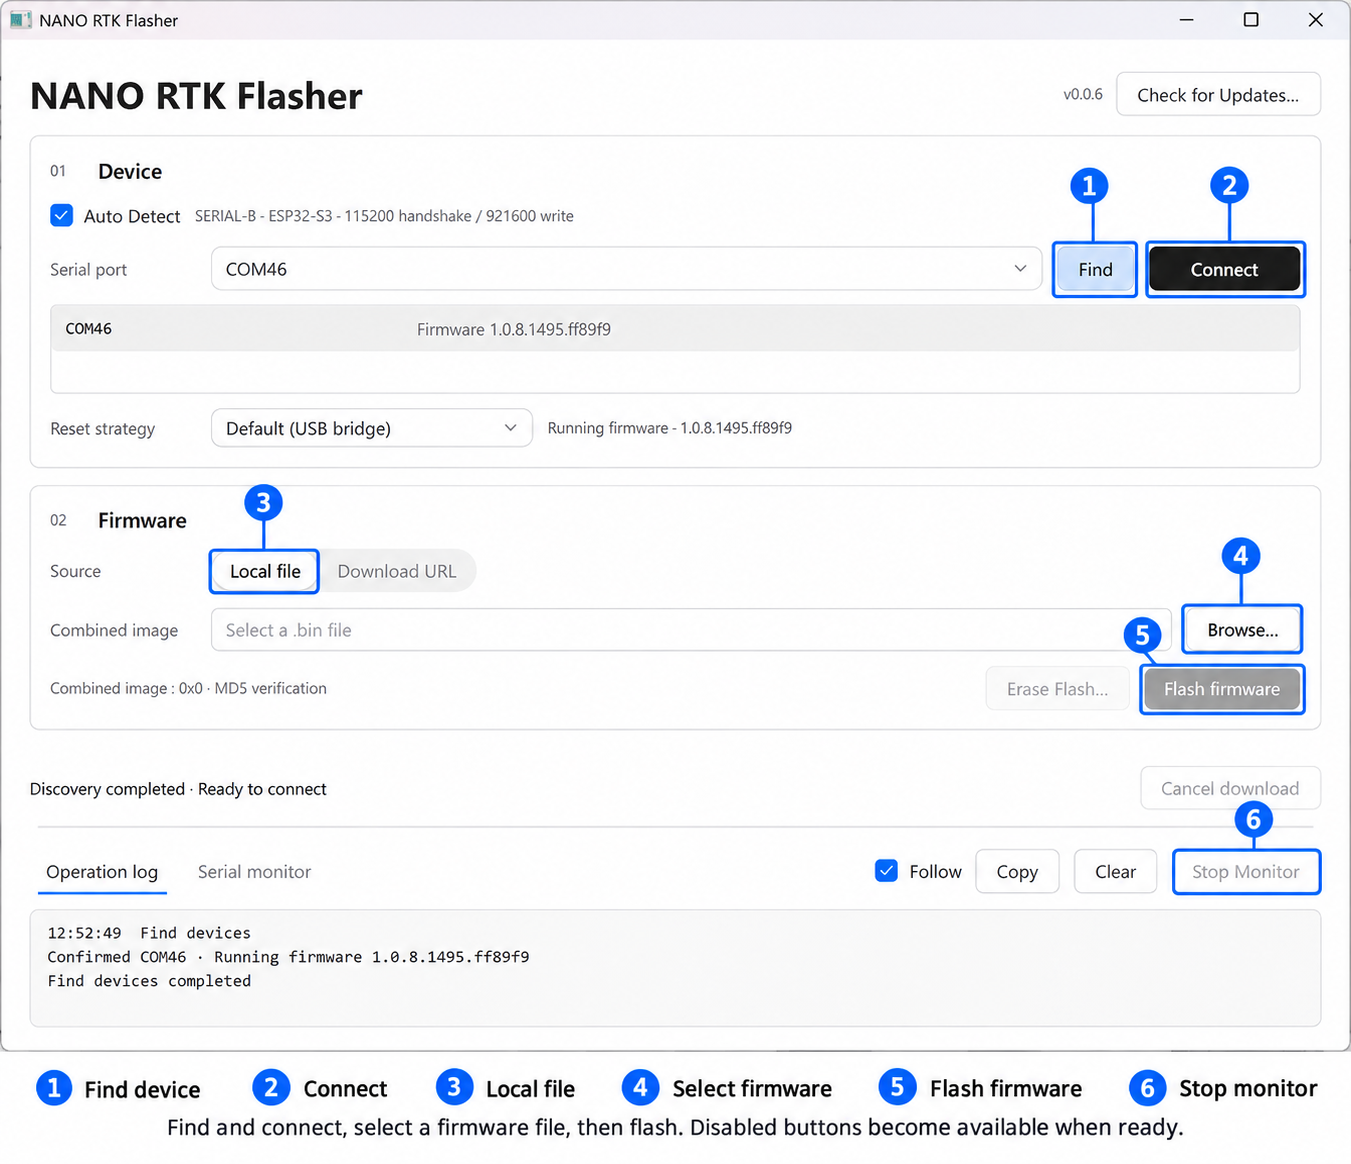 NANO RTK Flasher
NANO RTK Flasher
v0.0.6
Check for Updates...
01 Device
1
2
Auto Detect SERIAL-B - ESP32-S3 - 115200 handshake / 921600 write
Serial port COM46 Find Connect
COM46 Firmware 1.0.8.1495.ff89f9
Reset strategy Default (USB bridge) Running firmware - 1.0.8.1495.ff89f9
3
02 Firmware
4
Source Local file Download URL
Combined image Select a .bin file Browse...
5
Combined image : 0x0 · MD5 verification Erase Flash... Flash firmware
Discovery completed · Ready to connect Cancel download
6
Operation log Serial monitor Follow Copy Clear Stop Monitor
12:52:49 Find devices
Confirmed COM46 · Running firmware 1.0.8.1495.ff89f9
Find devices completed
1 Find device 2 Connect 3 Local file 4 Select firmware 5 Flash firmware 6 Stop monitor
Find and connect, select a firmware file, then flash. Disabled buttons become available when ready.